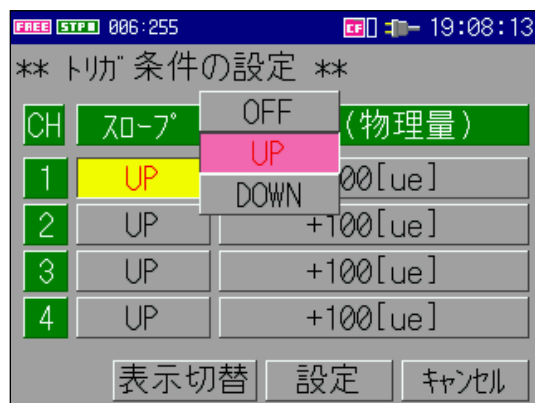 FREE STPD 006:255 CF 19:08:13
** トリガ条件の設定 **
CH スロープ (物理量)
OFF
UP
DOWN
1 UP 00[ue]
2 UP +100[ue]
3 UP +100[ue]
4 UP +100[ue]
表示切替 設定 キャンセル